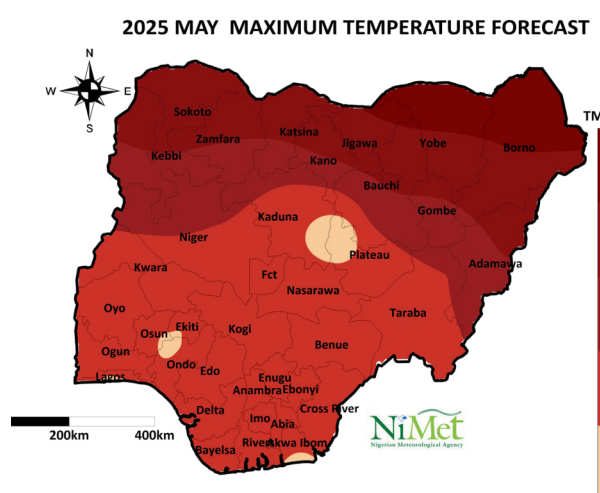 2025 MAY MAXIMUM TEMPERATURE FORECAST
N
W E
S
TM
Sokoto
Zamfara
Katsina
Jigawa
Yobe
Borno
Kebbi
Kano
Bauchi
Gombe
Kaduna
Niger
Plateau
Adamawa
Kwara
Fct
Nasarawa
Taraba
Oyo
Osun
Ekiti
Kogi
Benue
Ogun
Ondo
Edo
Lagos
Enugu
Anambra
Ebonyi
Delta
Imo
Abia
Cross River
Bayelsa
Rivers
Akwa Ibom
200km 400km
NiMet
Nigerian Meteorological Agency